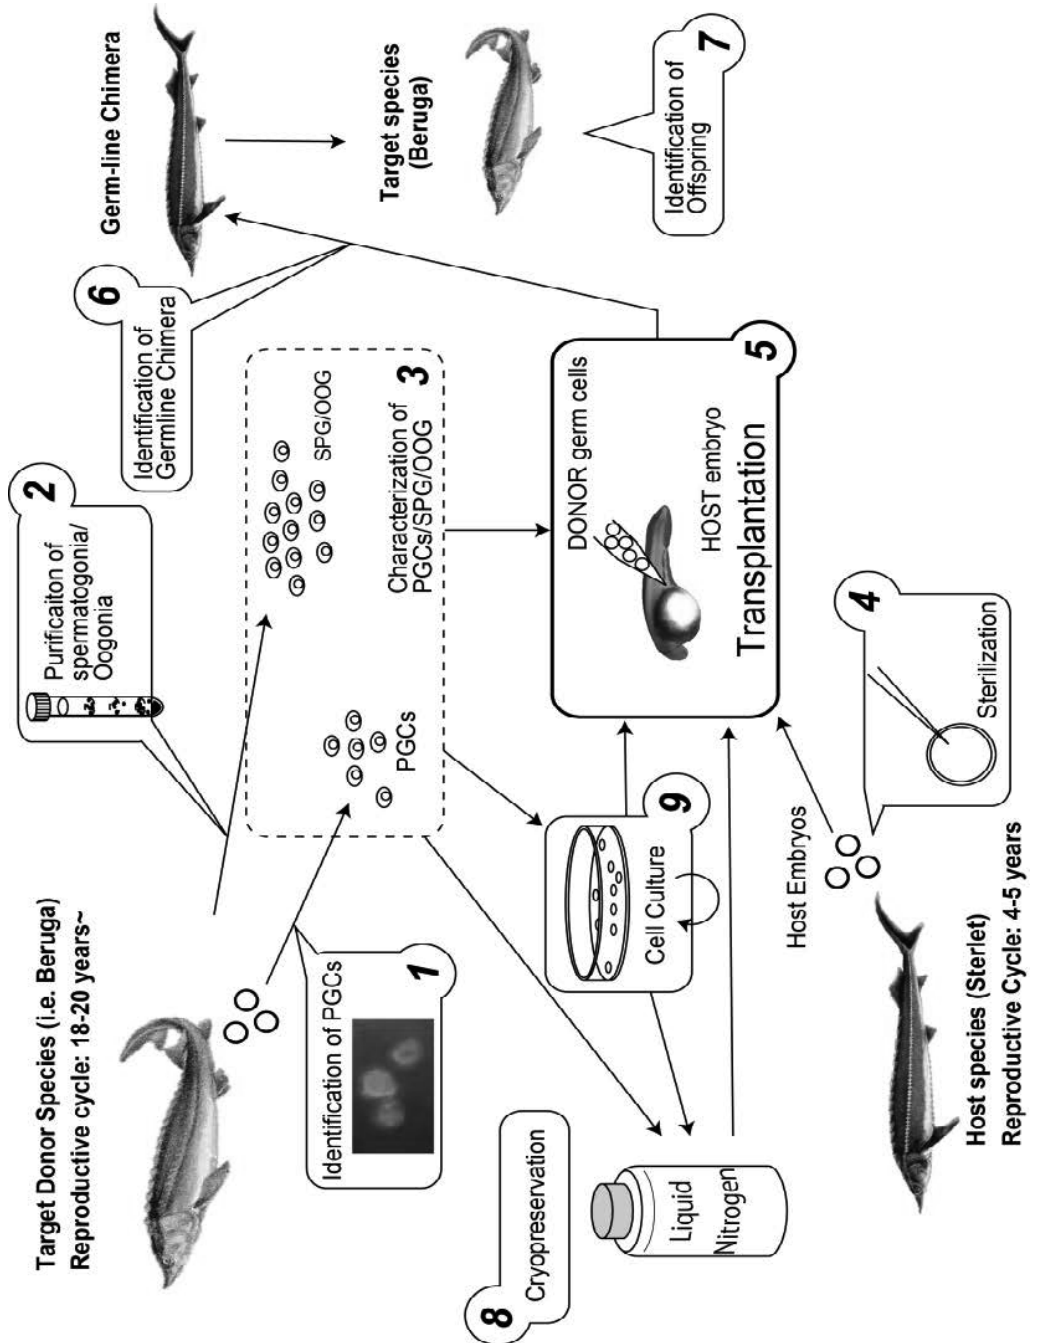 Target Donor Species (i.e. Beruga)
Reproductive cycle: 18-20 years~
2
Purificaiton of
spermatogonia/
Oogonia
6
Identification of
Germline Chimera
Germ-line Chimera
Target species
(Beruga)
7
Identification of
Offspring
Identification of PGCs
1
PGCs
SPG/OOG
3
Characterization of
PGCs/SPG/OOG
8
Cryopreservation
Liquid
Nitrogen
9
Cell Culture
DONOR germ cells
HOST embryo
5
Transplantation
Host Embryos
4
Sterilization
Host species (Sterlet)
Reproductive Cycle: 4-5 years